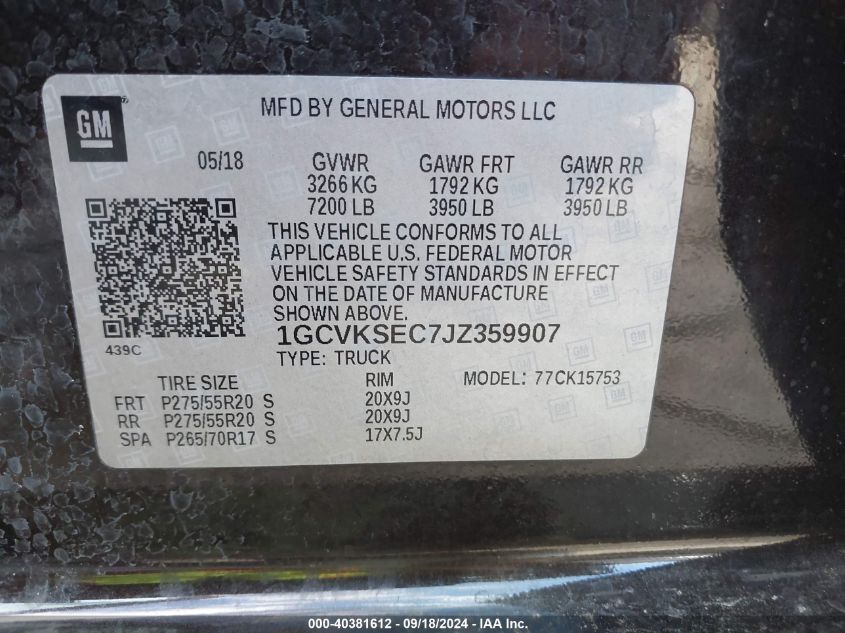 GM
MFD BY GENERAL MOTORS LLC
05/18 GVWR GAWR FRT GAWR RR
3266 KG 1792 KG 1792 KG
7200 LB 3950 LB 3950 LB
THIS VEHICLE CONFORMS TO ALL
APPLICABLE U.S. FEDERAL MOTOR
VEHICLE SAFETY STANDARDS IN EFFECT
ON THE DATE OF MANUFACTURE
SHOWN ABOVE.
439C
1GCVKSEC7JZ359907
TYPE: TRUCK
TIRE SIZE RIM MODEL: 77CK15753
FRT P275/55R20 S 20X9J
RR P275/55R20 S 20X9J
SPA P265/70R17 S 17X7.5J
000-40381612 - 09/18/2024 - IAA Inc.